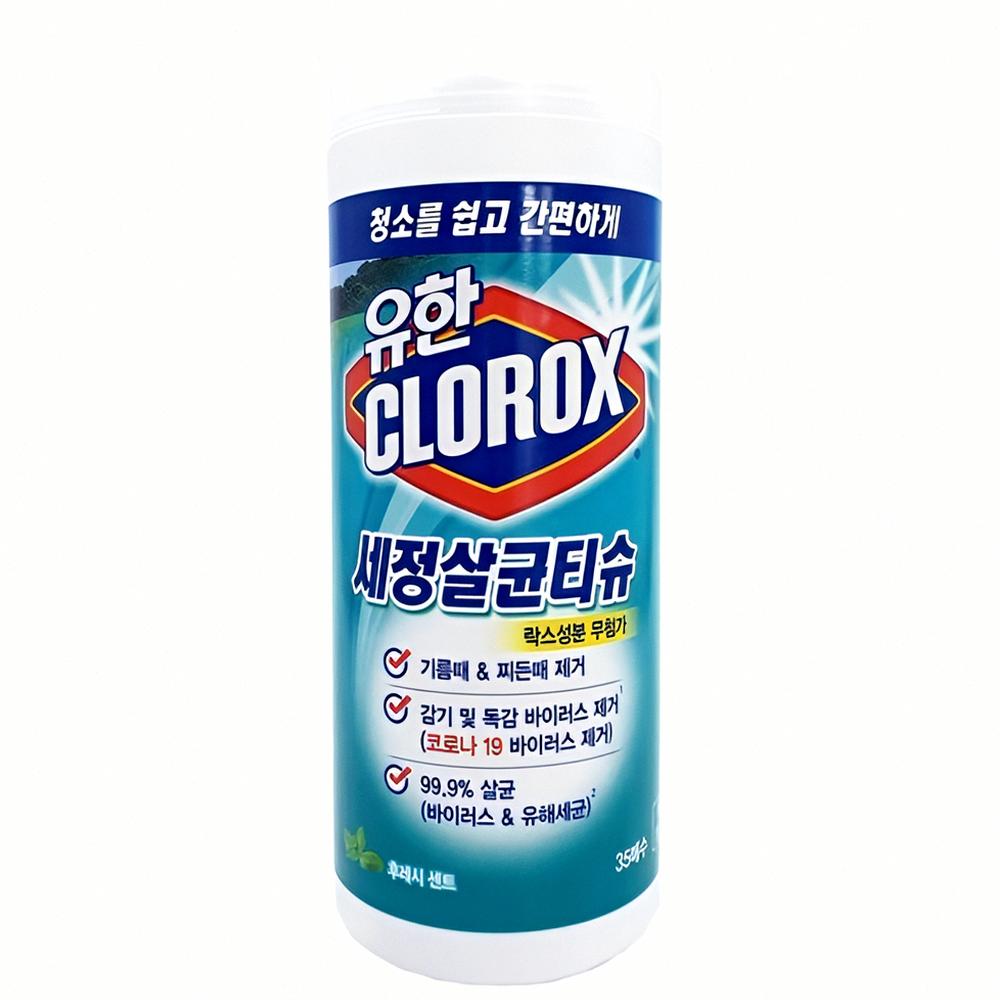 청소를 쉽고 간편하게
유한
CLOROX
세정살균티슈
락스성분 무첨가
기름때 & 찌든때 제거
감기 및 독감 바이러스 제거¹
(코로나 19 바이러스 제거)
99.9% 살균
(바이러스 & 유해세균)²
후레시 센트
35매수